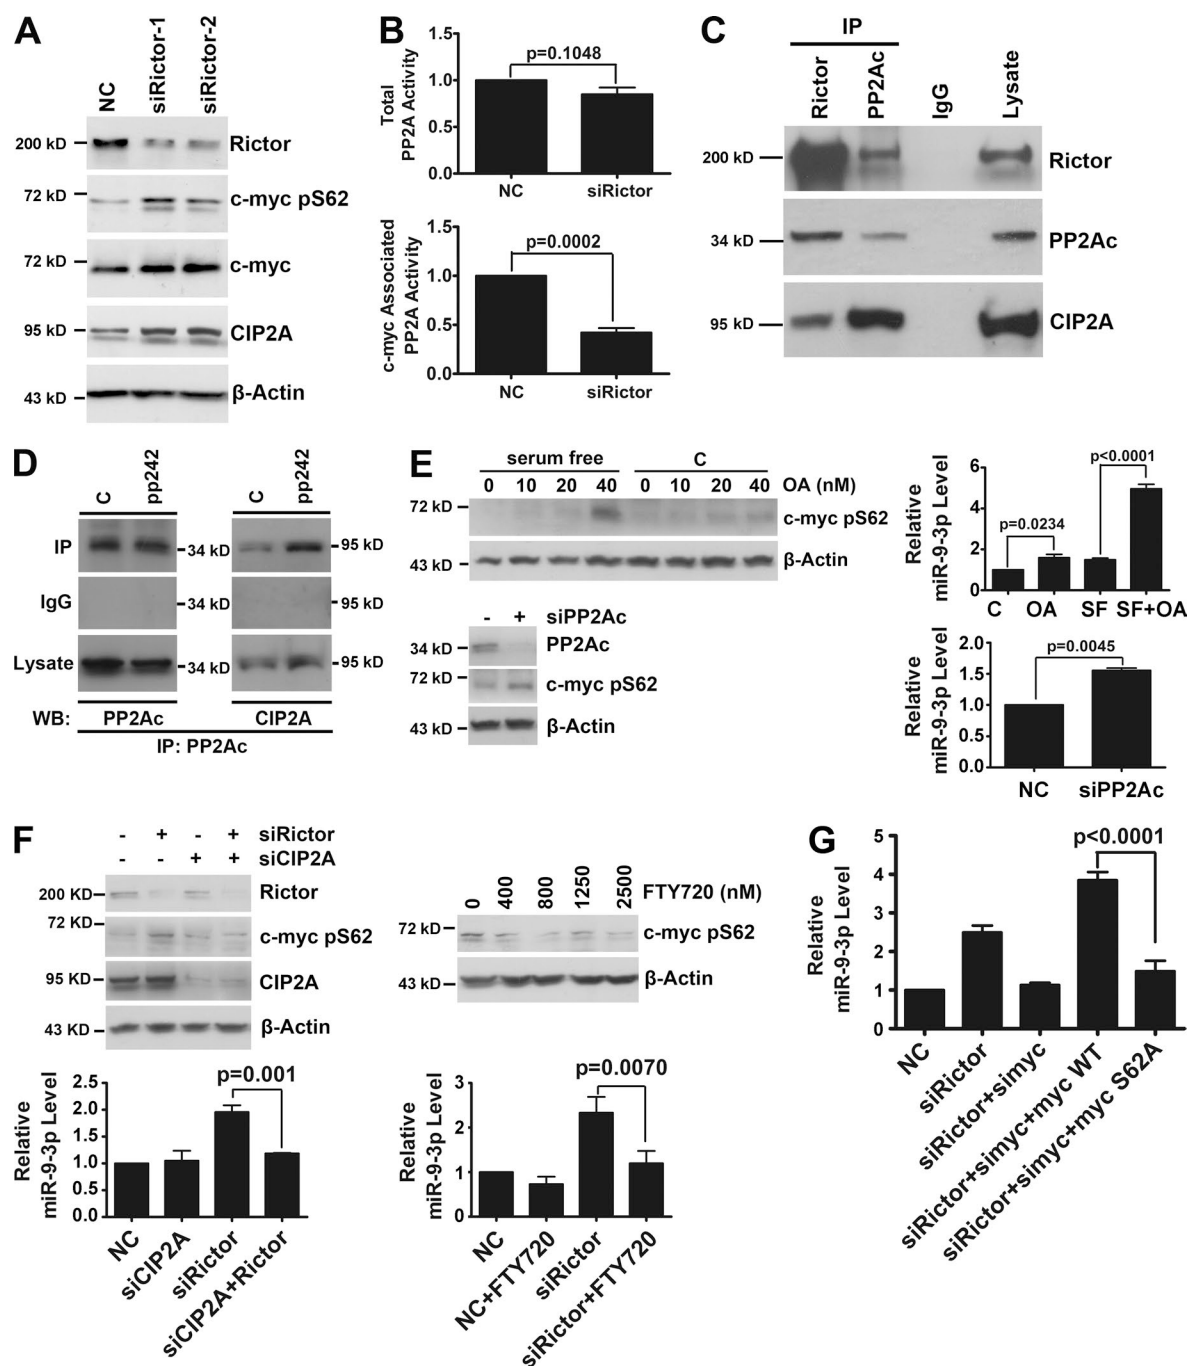 A
NC
siRictor-1
siRictor-2
200 kD
Rictor
72 kD
c-myc pS62
72 kD
c-myc
95 kD
CIP2A
43 kD
β-Actin
B
Total
PP2A Activity
1.5
1.0
0.5
0.0
p=0.1048
NC
siRictor
c-myc Associated
PP2A Activity
1.5
1.0
0.5
0.0
p=0.0002
NC
siRictor
C
IP
Rictor
PP2Ac
IgG
Lysate
200 kD
Rictor
34 kD
PP2Ac
95 kD
CIP2A
D
C
pp242
C
pp242
IP
34 kD
95 kD
IgG
34 kD
95 kD
Lysate
34 kD
95 kD
WB:
PP2Ac
CIP2A
IP: PP2Ac
E
serum free
C
0 10 20 40 0 10 20 40 OA (nM)
72 kD
c-myc pS62
43 kD
β-Actin
- + siPP2Ac
34 kD
PP2Ac
72 kD
c-myc pS62
43 kD
β-Actin
Relative
miR-9-3p Level
6
4
2
0
p=0.0234
p<0.0001
C OA SF SF+OA
Relative
miR-9-3p Level
2.0
1.5
1.0
0.5
0.0
p=0.0045
NC
siPP2Ac
F
- + - + siRictor
- - + + siCIP2A
200 KD
Rictor
72 KD
c-myc pS62
95 KD
CIP2A
43 KD
β-Actin
Relative
miR-9-3p Level
2.5
2.0
1.5
1.0
0.5
0.0
p=0.001
NC
siCIP2A
siRictor
siCIP2A+Rictor
0
400
800
1250
2500
FTY720 (nM)
72 kD
c-myc pS62
43 kD
β-Actin
Relative
miR-9-3p Level
3
2
1
0
p=0.0070
NC
NC+FTY720
siRictor
siRictor+FTY720
G
Relative
miR-9-3p Level
5
4
3
2
1
0
p<0.0001
NC
siRictor
siRictor+simyc
siRictor+simyc+myc WT
siRictor+simyc+myc S62A